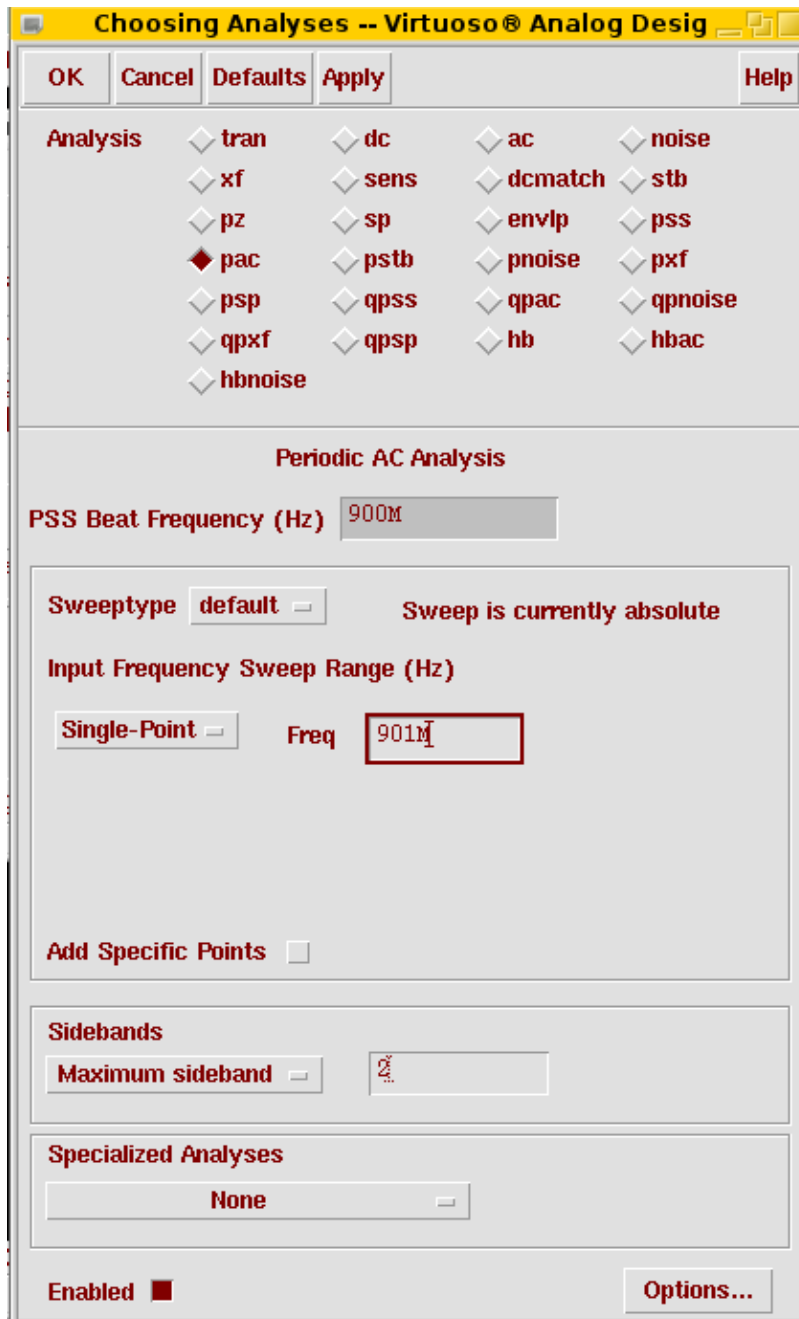 Choosing Analyses -- Virtuoso® Analog Desig
OK Cancel Defaults Apply Help
Analysis tran dc ac noise
xf sens dcmatch stb
pz sp envlp pss
pac pstb pnoise pxf
psp qpss qpac qpnoise
qpxf qpsp hb hbac
hbnoise
Periodic AC Analysis
PSS Beat Frequency (Hz) 900M
Sweeptype default Sweep is currently absolute
Input Frequency Sweep Range (Hz)
Single-Point Freq 901M
Add Specific Points
Sidebands
Maximum sideband 2
Specialized Analyses
None
Enabled Options...